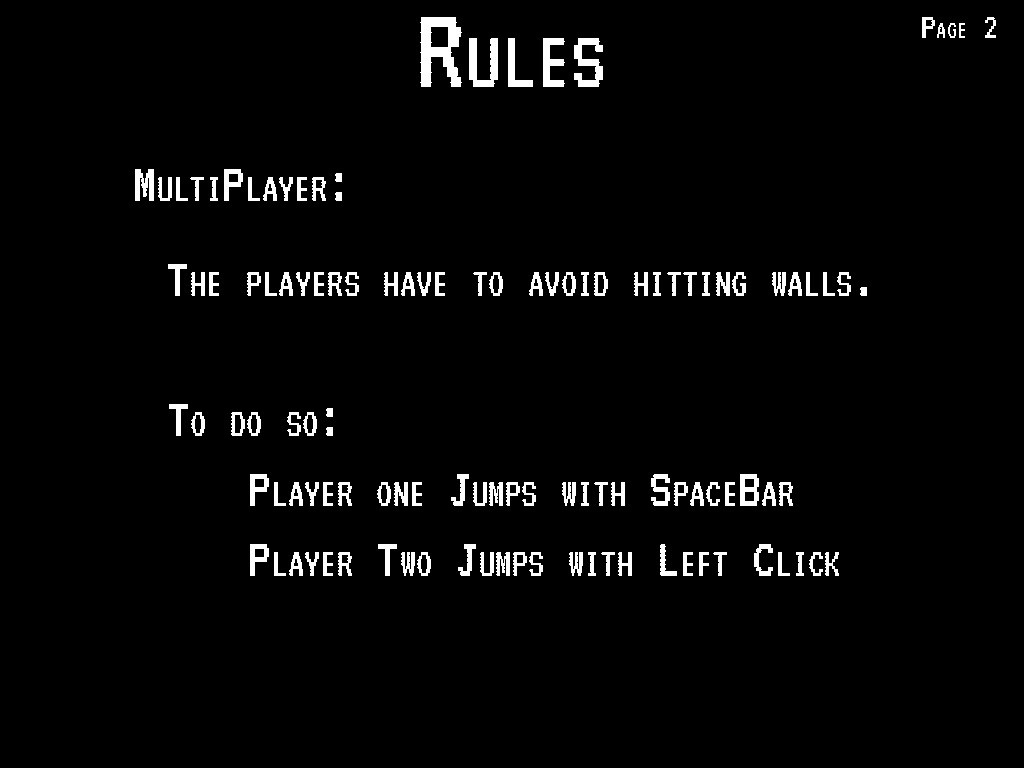 Rules
Page 2
MultiPlayer:
The players have to avoid hitting walls.
To do so:
Player one Jumps with SpaceBar
Player Two Jumps with Left Click